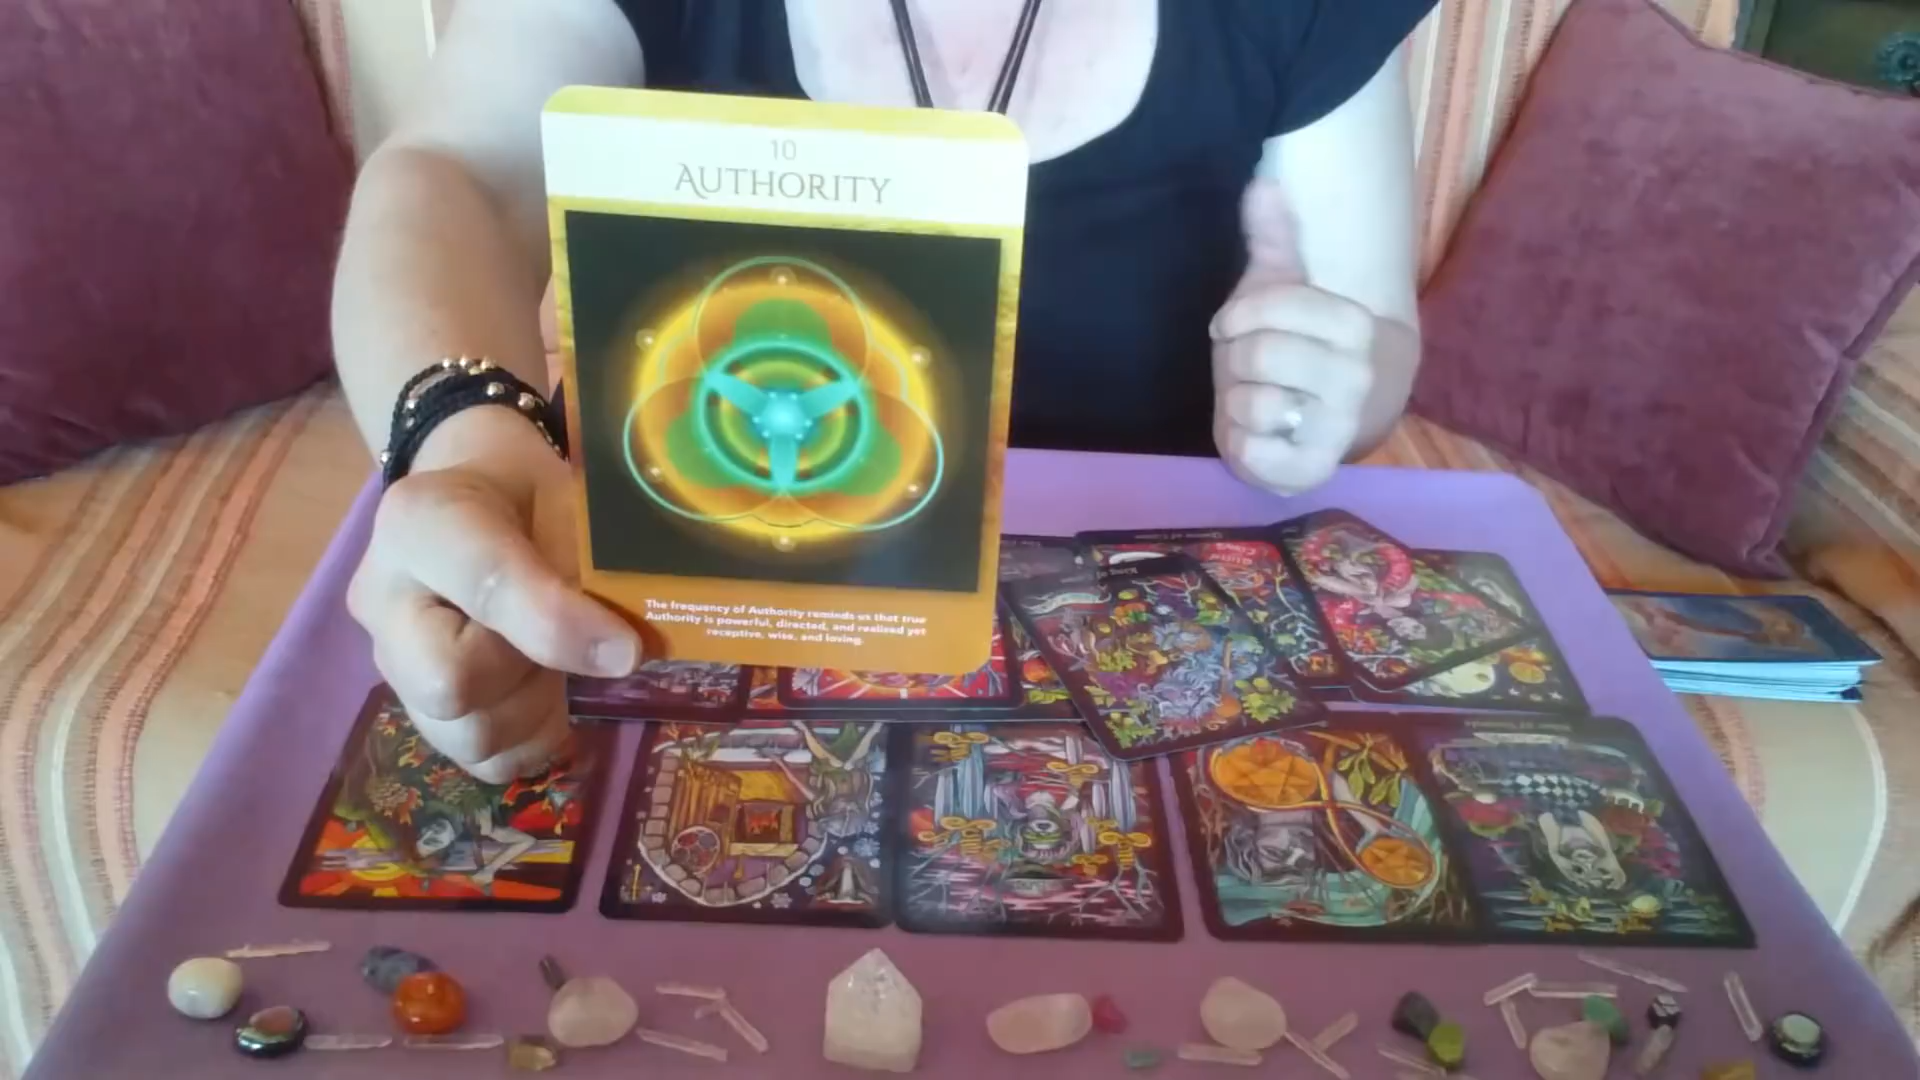 10
AUTHORITY
The frequency of Authority reminds us that true
Authority is powerful, directed, and realized yet
receptive, wise, and loving.